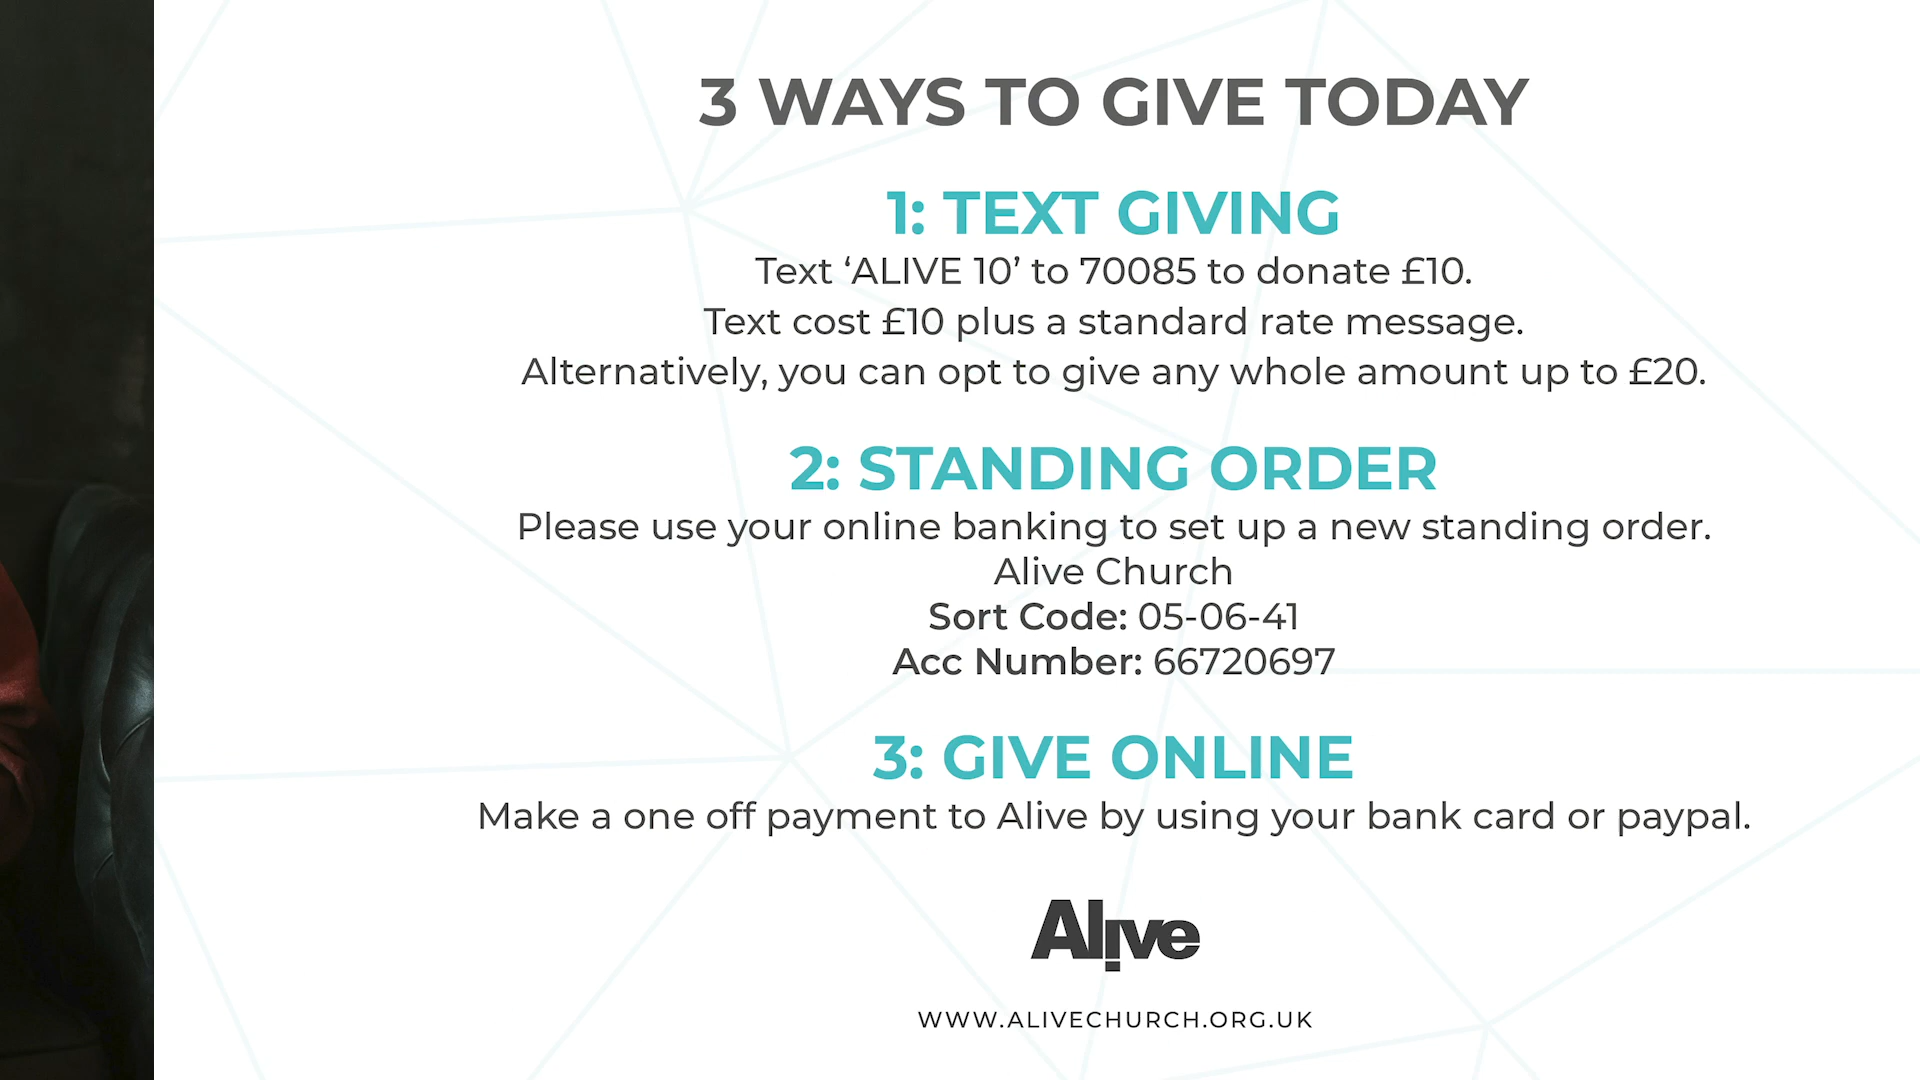 3 WAYS TO GIVE TODAY
1: TEXT GIVING
Text ‘ALIVE 10’ to 70085 to donate £10.
Text cost £10 plus a standard rate message.
Alternatively, you can opt to give any whole amount up to £20.
2: STANDING ORDER
Please use your online banking to set up a new standing order.
Alive Church
Sort Code: 05-06-41
Acc Number: 66720697
3: GIVE ONLINE
Make a one off payment to Alive by using your bank card or paypal.
Alive
WWW.ALIVECHURCH.ORG.UK